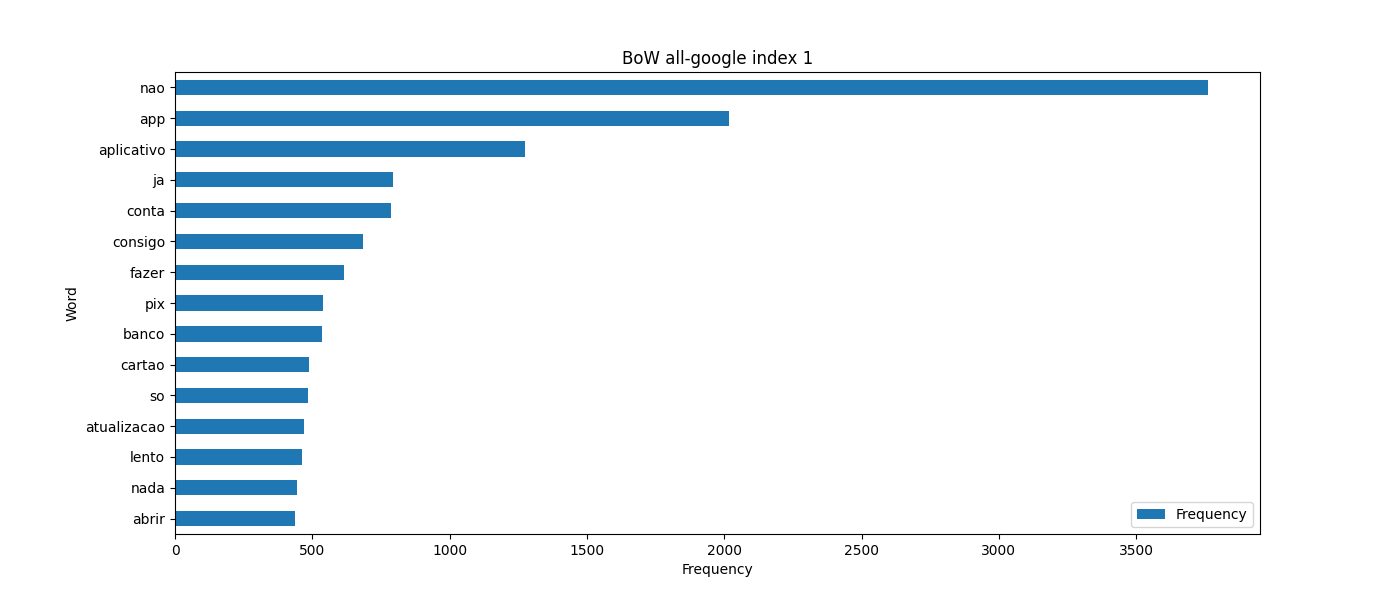 BoW all-google index 1
nao
app
aplicativo
ja
conta
consigo
fazer
pix
banco
cartao
so
atualizacao
lento
nada
abrir
Word
Frequency
0 500 1000 1500 2000 2500 3000 3500
Frequency